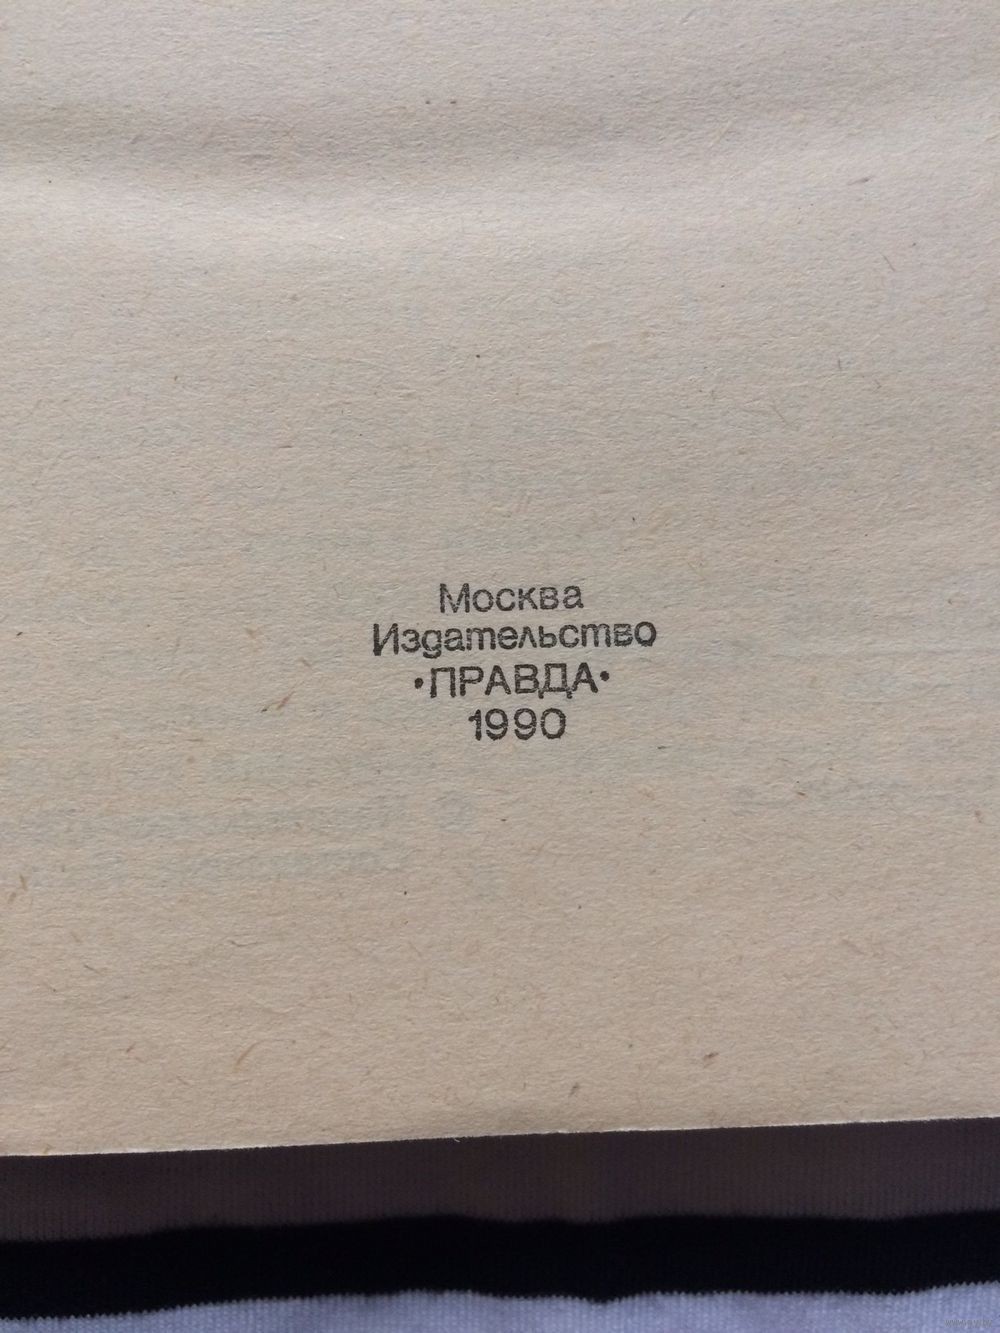 Москва
Издательство
•ПРАВДА•
1990